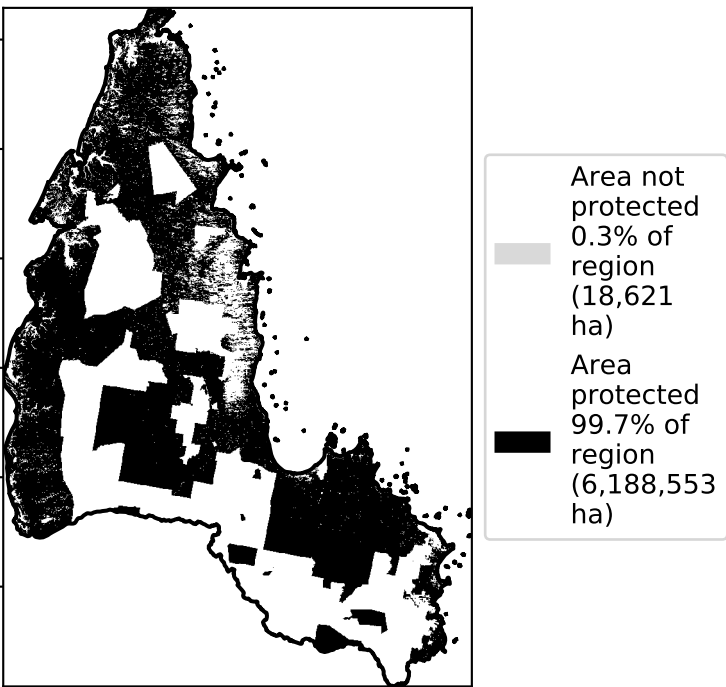 Area not
protected
0.3% of
region
(18,621
ha)
Area
protected
99.7% of
region
(6,188,553
ha)